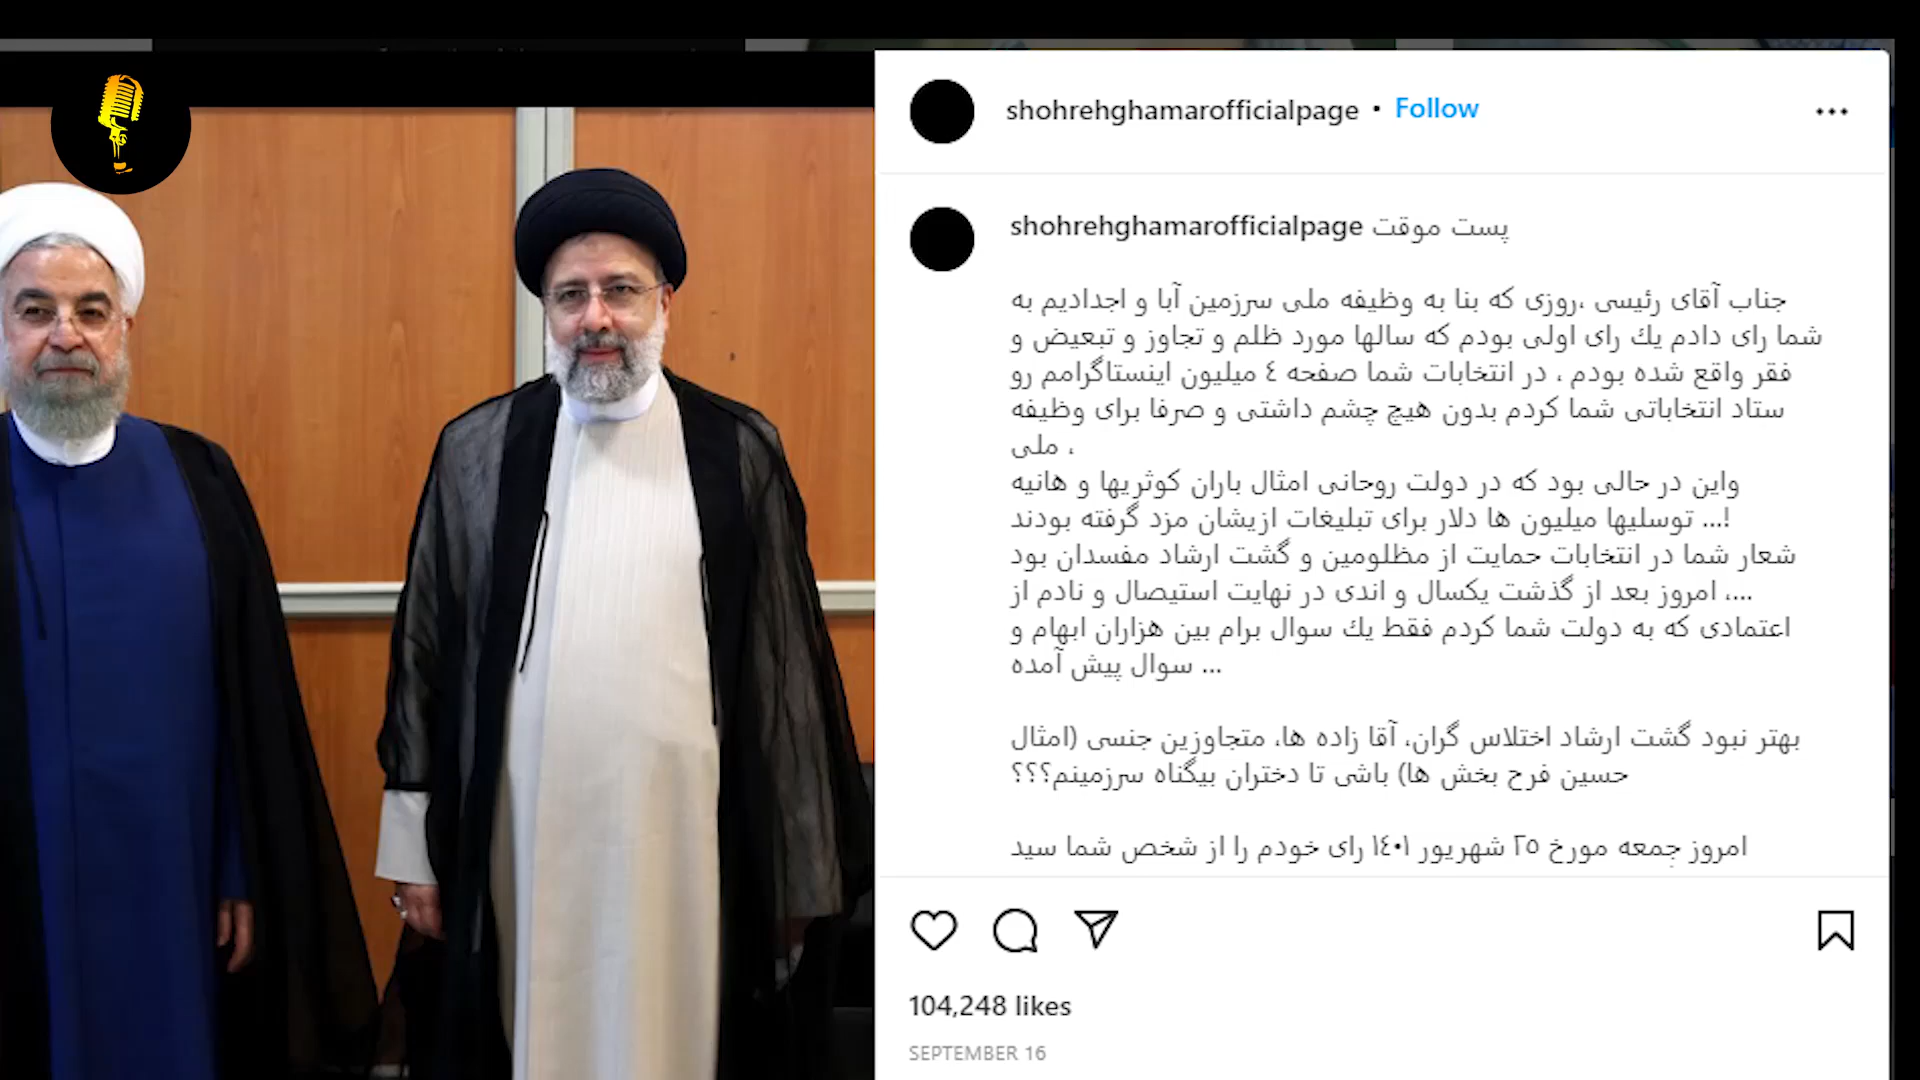 shohrehghamarofficialpage • Follow
shohrehghamarofficialpage پست موقت
جناب آقای رئیسی ،روزی که بنا به وظیفه ملی سرزمین آبا و اجدادیم به
شما رای دادم یك رای اولی بودم که سالها مورد ظلم و تجاوز و تبعیض و
فقر واقع شده بودم ، در انتخابات شما صفحه ٤ میلیون اینستاگرامم رو
ستاد انتخاباتی شما کردم بدون هیچ چشم داشتی و صرفا برای وظیفه
ملی ،
واین در حالی بود که در دولت روحانی امثال باران کوثریها و هانیه
توسلیها میلیون ها دلار برای تبلیغات ازیشان مزد گرفته بودند ...!
شعار شما در انتخابات حمایت از مظلومین و گشت ارشاد مفسدان بود
،... امروز بعد از گذشت یکسال و اندی در نهایت استیصال و نادم از
اعتمادی که به دولت شما کردم فقط یك سوال برام بین هزاران ابهام و
سوال پیش آمده ...
بهتر نبود گشت ارشاد اختلاس گران، آقا زاده ها، متجاوزین جنسی (امثال
حسین فرح بخش ها) باشی تا دختران بیگناه سرزمینم؟؟؟
امروز جمعه مورخ ٢٥ شهریور ١٤٠١ رای خودم را از شخص شما سید
104,248 likes
SEPTEMBER 16